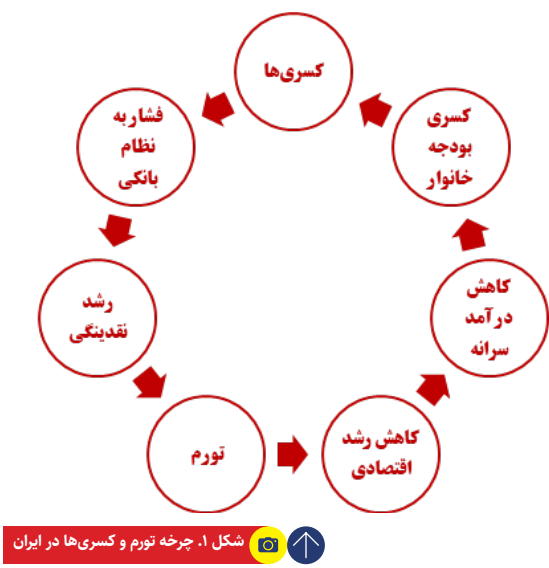 کسری‌ها
فشار به
نظام
بانکی
رشد
نقدینگی
تورم
کاهش رشد
اقتصادی
کاهش
درآمد
سرانه
کسری
بودجه
خانوار
شکل ۱. چرخه تورم و کسری‌ها در ایران